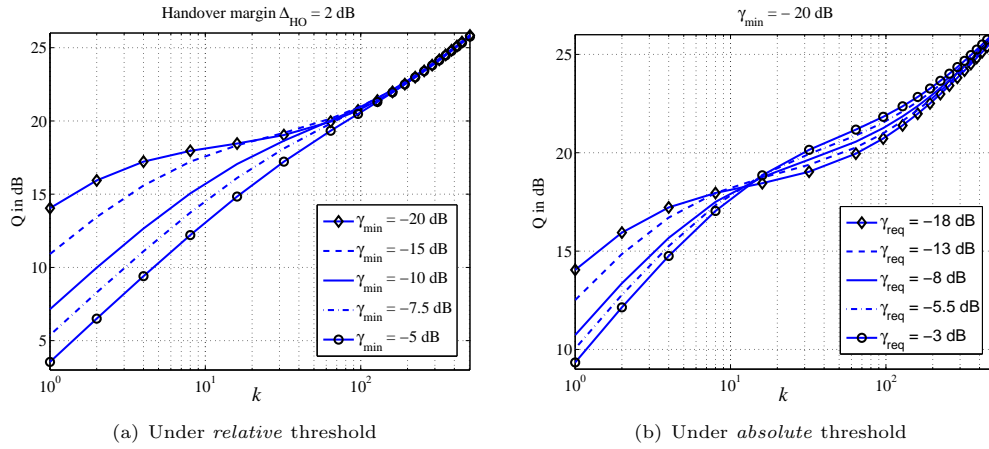 Handover margin Δ_HO = 2 dB
25
20
15
10
5
Q in dB
10^0
10^1
10^2
k
γ_min = −20 dB
γ_min = −15 dB
γ_min = −10 dB
γ_min = −7.5 dB
γ_min = −5 dB
(a) Under relative threshold
γ_min = − 20 dB
25
20
15
10
Q in dB
10^0
10^1
10^2
k
γ_req = −18 dB
γ_req = −13 dB
γ_req = −8 dB
γ_req = −5.5 dB
γ_req = −3 dB
(b) Under absolute threshold